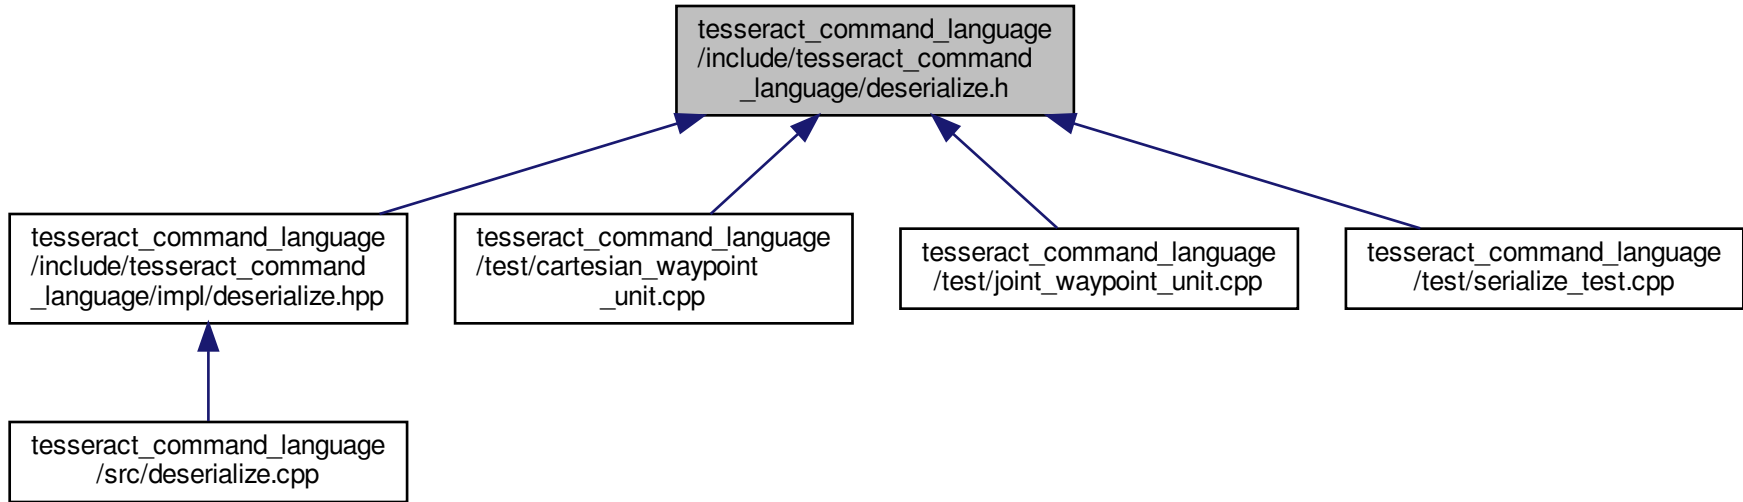 tesseract_command_language
/include/tesseract_command
_language/deserialize.h
tesseract_command_language
/include/tesseract_command
_language/impl/deserialize.hpp
tesseract_command_language
/test/cartesian_waypoint
_unit.cpp
tesseract_command_language
/test/joint_waypoint_unit.cpp
tesseract_command_language
/test/serialize_test.cpp
tesseract_command_language
/src/deserialize.cpp